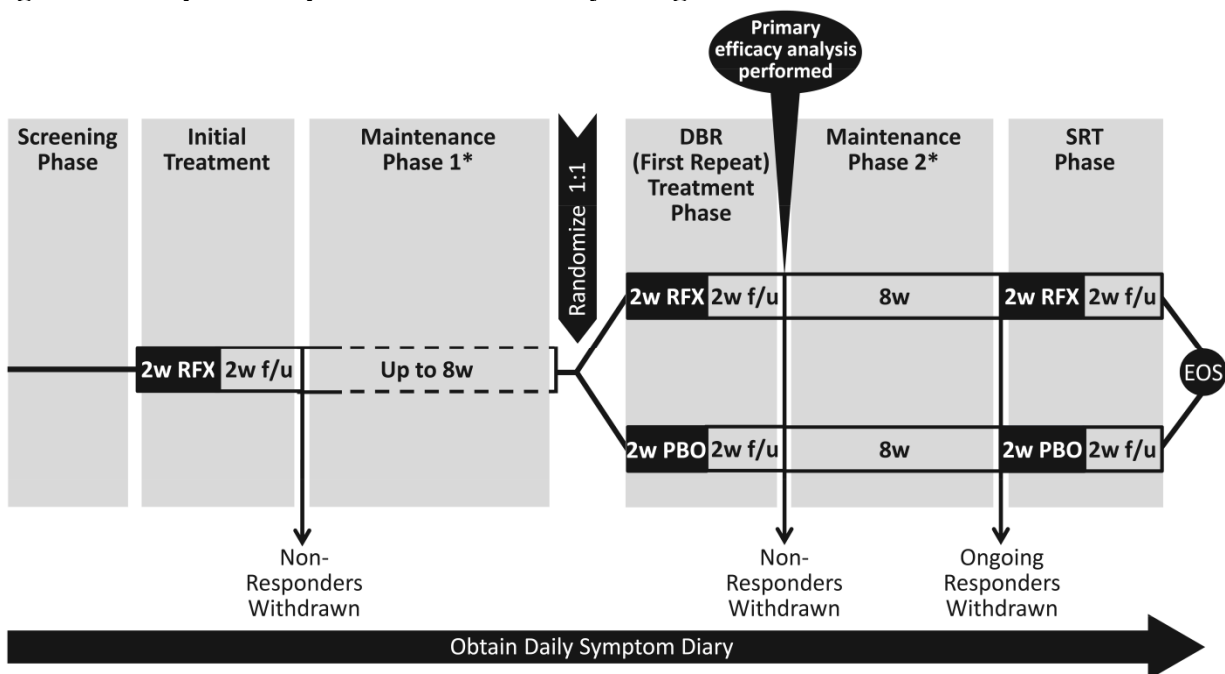 Primary
efficacy analysis
performed
Screening
Phase
Initial
Treatment
Maintenance
Phase 1*
Randomize 1:1
DBR
(First Repeat)
Treatment
Phase
Maintenance
Phase 2*
SRT
Phase
2w RFX 2w f/u 8w 2w RFX 2w f/u
2w RFX 2w f/u Up to 8w
EOS
2w PBO 2w f/u 8w 2w PBO 2w f/u
Non-
Responders
Withdrawn
Non-
Responders
Withdrawn
Ongoing
Responders
Withdrawn
Obtain Daily Symptom Diary